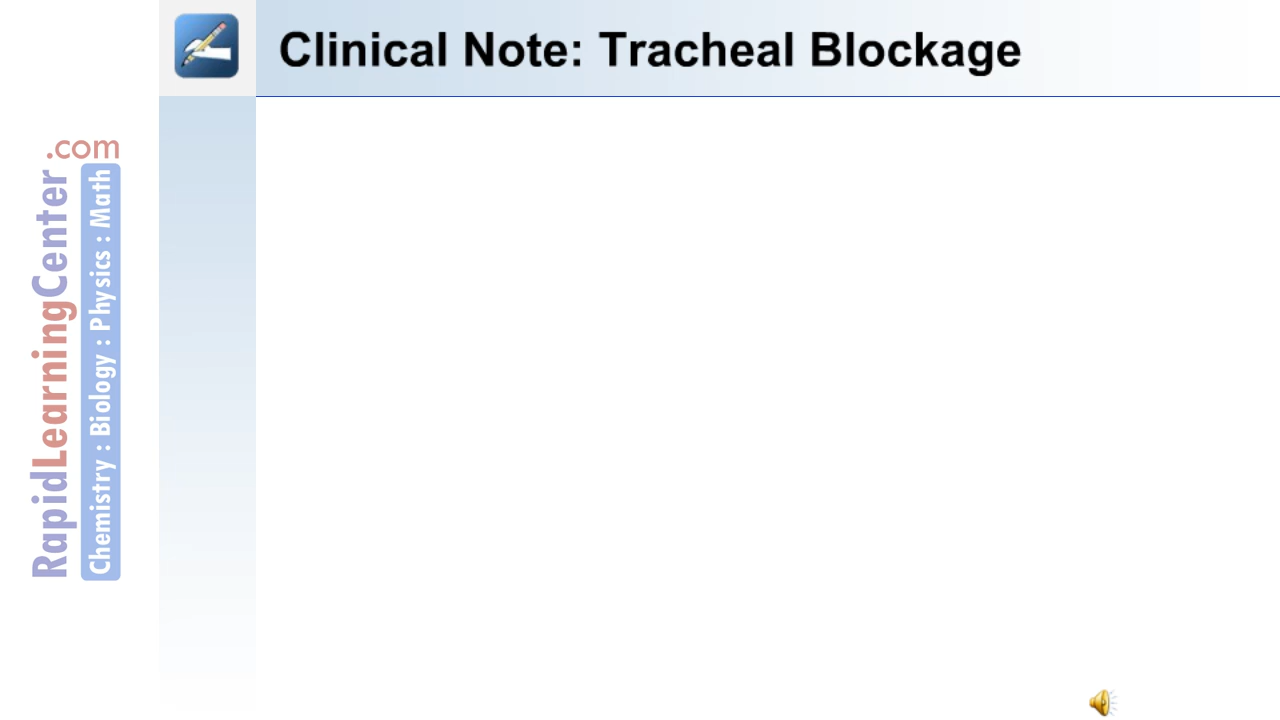 Clinical Note: Tracheal Blockage
RapidLearningCenter.com
Chemistry : Biology : Physics : Math